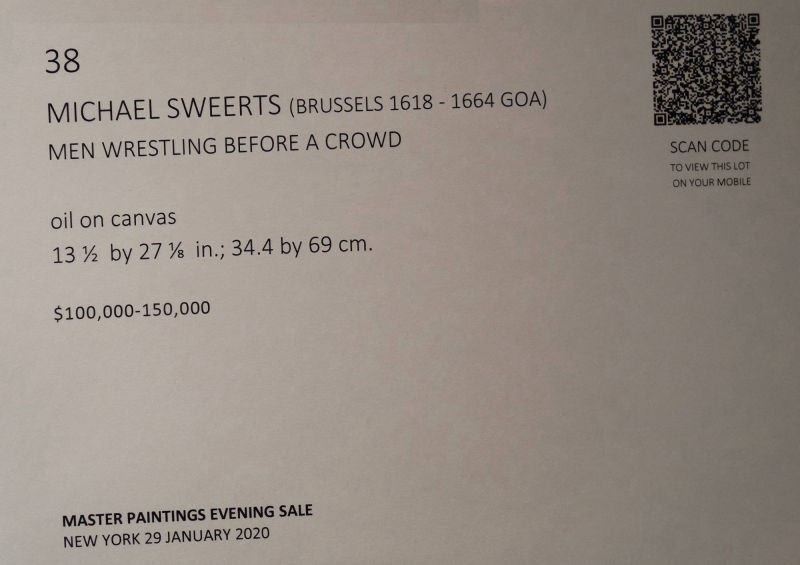 38
MICHAEL SWEERTS (BRUSSELS 1618 - 1664 GOA)
MEN WRESTLING BEFORE A CROWD
oil on canvas
13 ½ by 27 ⅛ in.; 34.4 by 69 cm.
$100,000-150,000
MASTER PAINTINGS EVENING SALE
NEW YORK 29 JANUARY 2020
SCAN CODE
TO VIEW THIS LOT
ON YOUR MOBILE